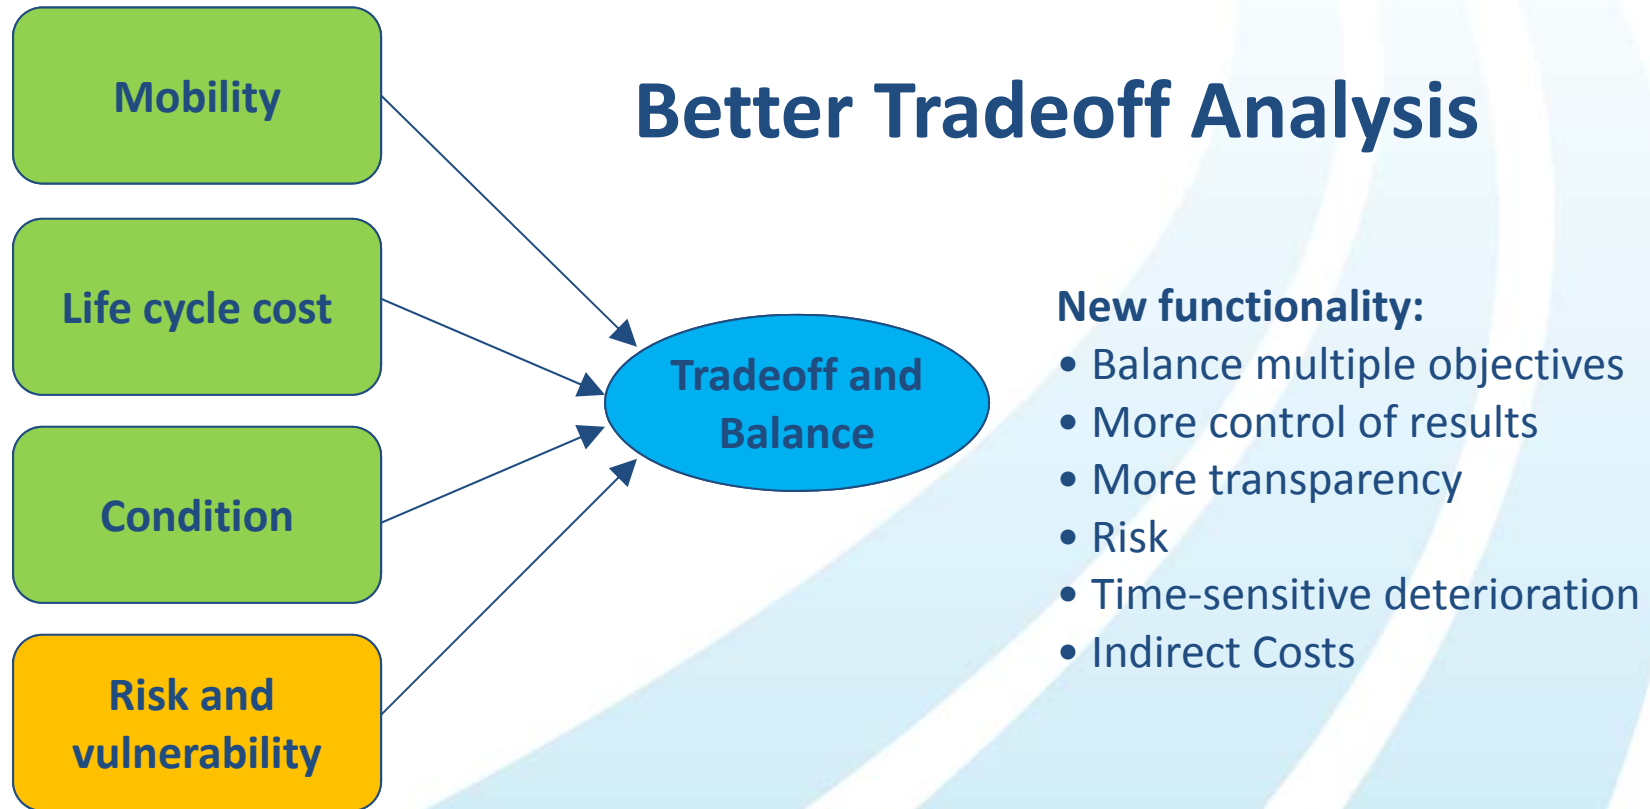 Better Tradeoff Analysis
Mobility
Life cycle cost
Condition
Risk and
vulnerability
Tradeoff and
Balance
New functionality:
• Balance multiple objectives
• More control of results
• More transparency
• Risk
• Time-sensitive deterioration
• Indirect Costs